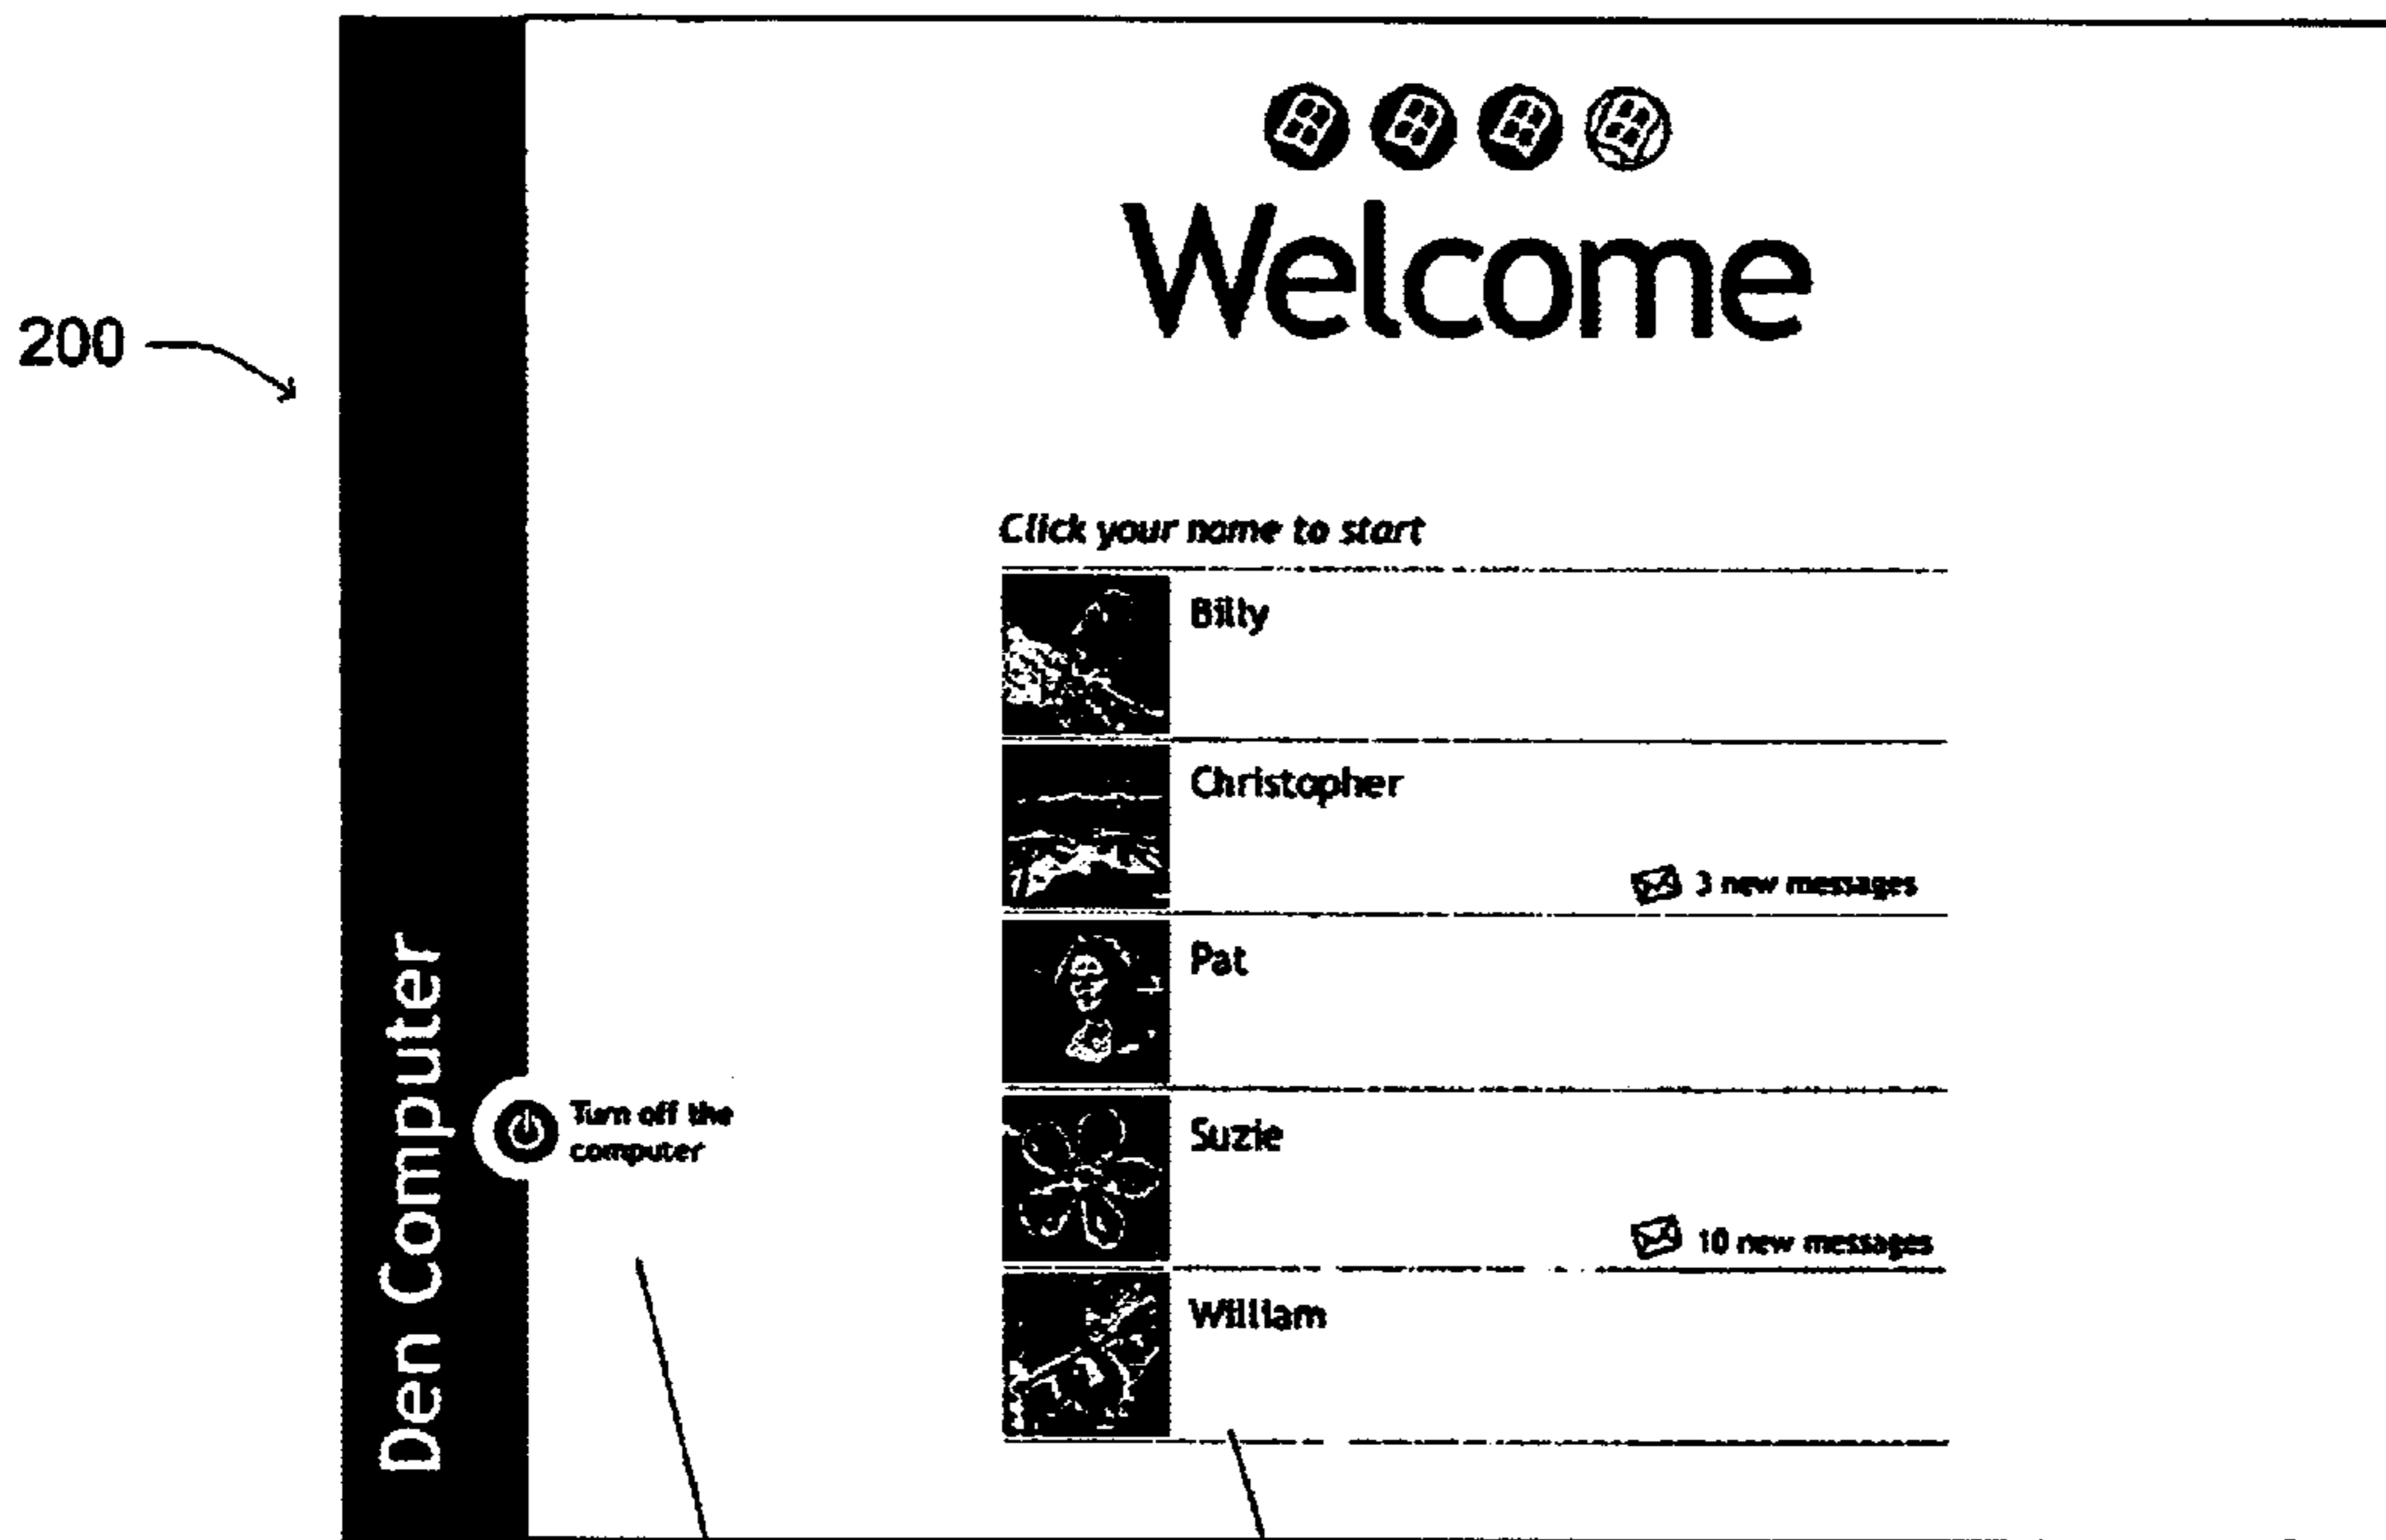 200
Welcome
Click your name to start
Billy
Christopher
3 new messages
Pat
Suzie
10 new messages
William
Den Computer
Turn off the
computer